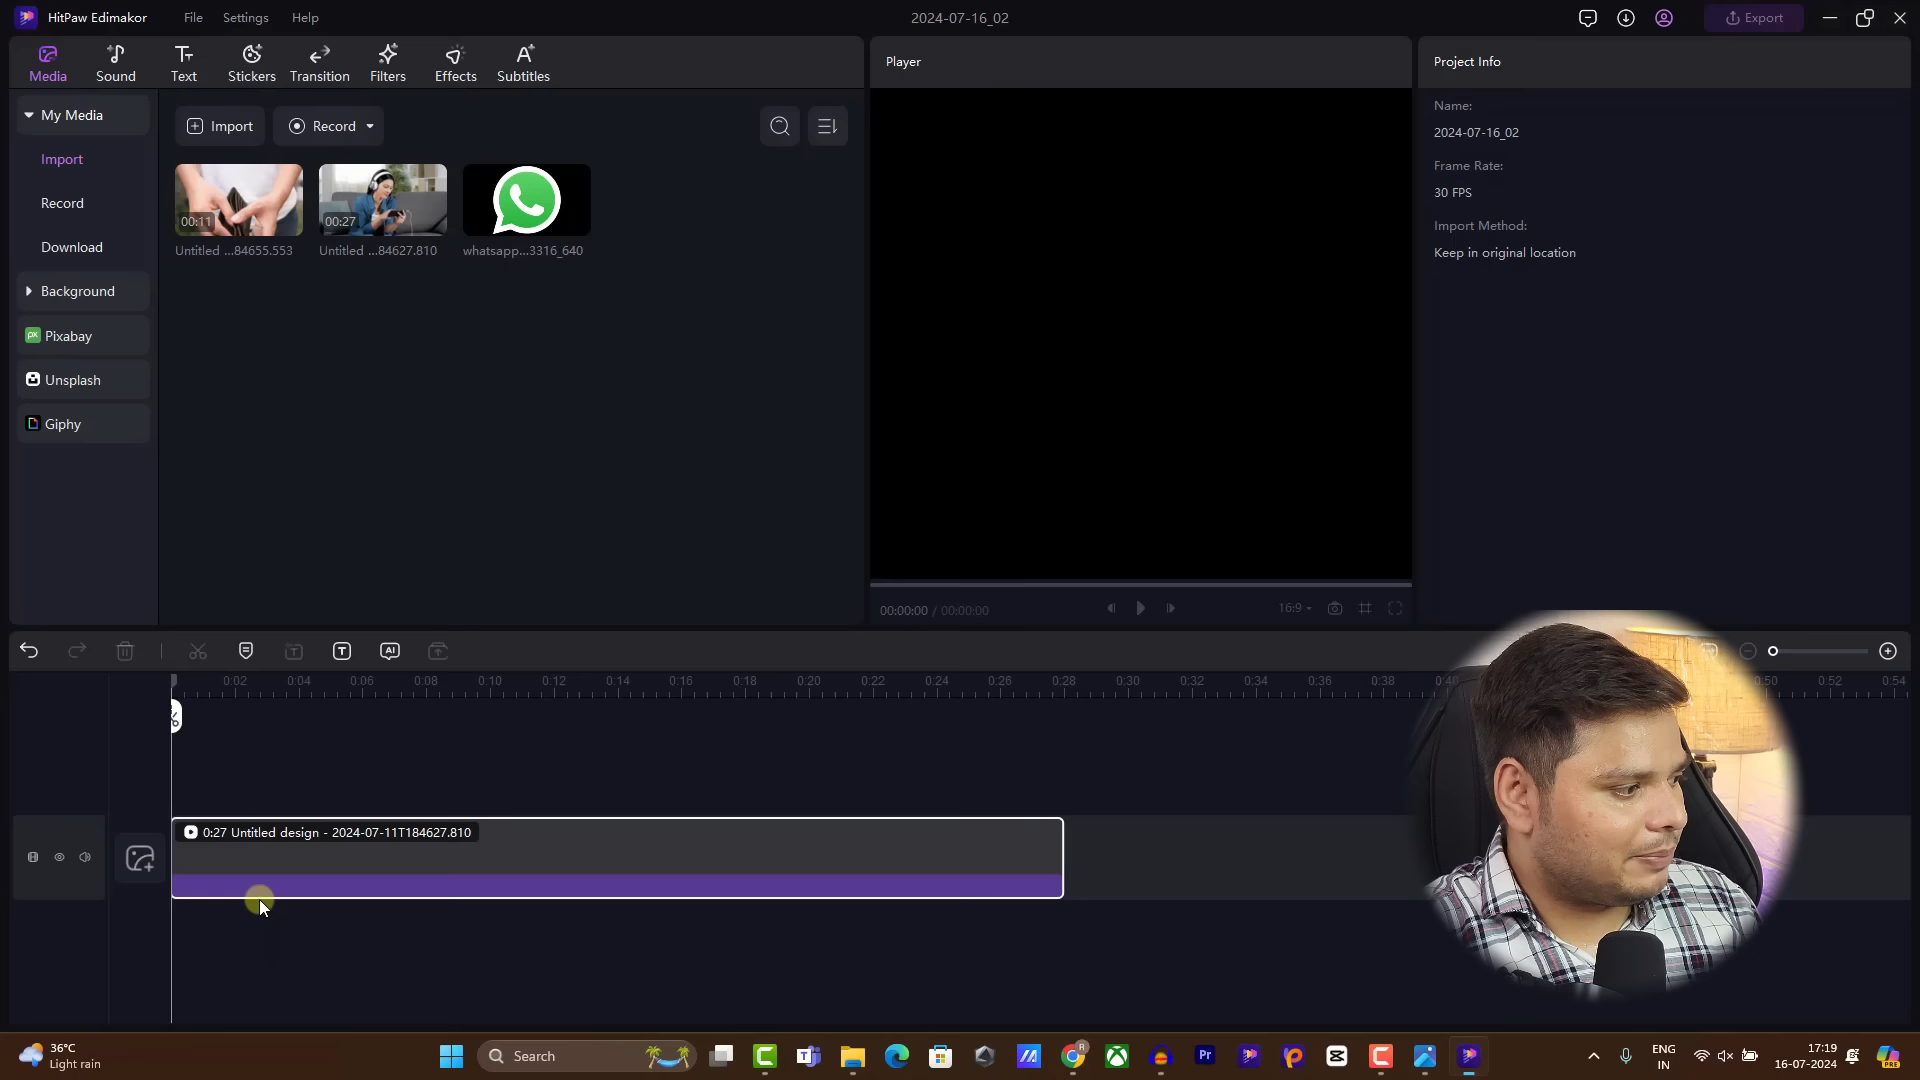 HitPaw Edimakor File Settings Help 2024-07-16_02 Export
Media Sound Text Stickers Transition Filters Effects Subtitles
Player
Project Info
My Media
Import
Record
Download
Background
Pixabay
Unsplash
Giphy
Import Record
00:11 00:27
Untitled ...84655.553 Untitled ...84627.810 whatsapp...3316_640
00:00:00 / 00:00:00 16:9
Name:
2024-07-16_02
Frame Rate:
30 FPS
Import Method:
Keep in original location
0:02 0:04 0:06 0:08 0:10 0:12 0:14 0:16 0:18 0:20 0:22 0:24 0:26 0:28 0:30 0:32 0:34 0:36 0:38 0:50 0:52 0:54
0:27 Untitled design - 2024-07-11T184627.810
36°C
Light rain
Search
Pr
ENG
IN
17:19
16-07-2024
PRE